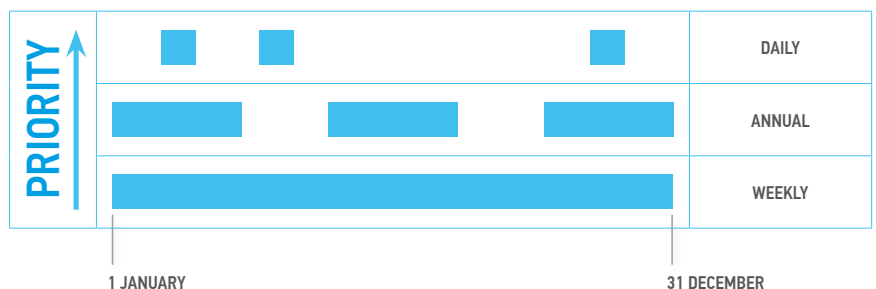 PRIORITY
DAILY
ANNUAL
WEEKLY
1 JANUARY
31 DECEMBER